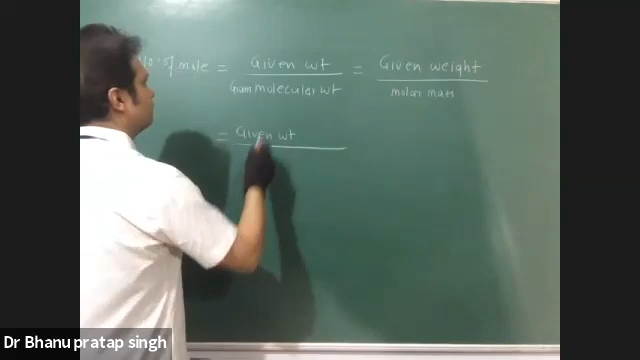 No. of mole = Given wt / Gram molecular wt = Given weight / molar mass
= Given wt
Dr Bhanu pratap singh